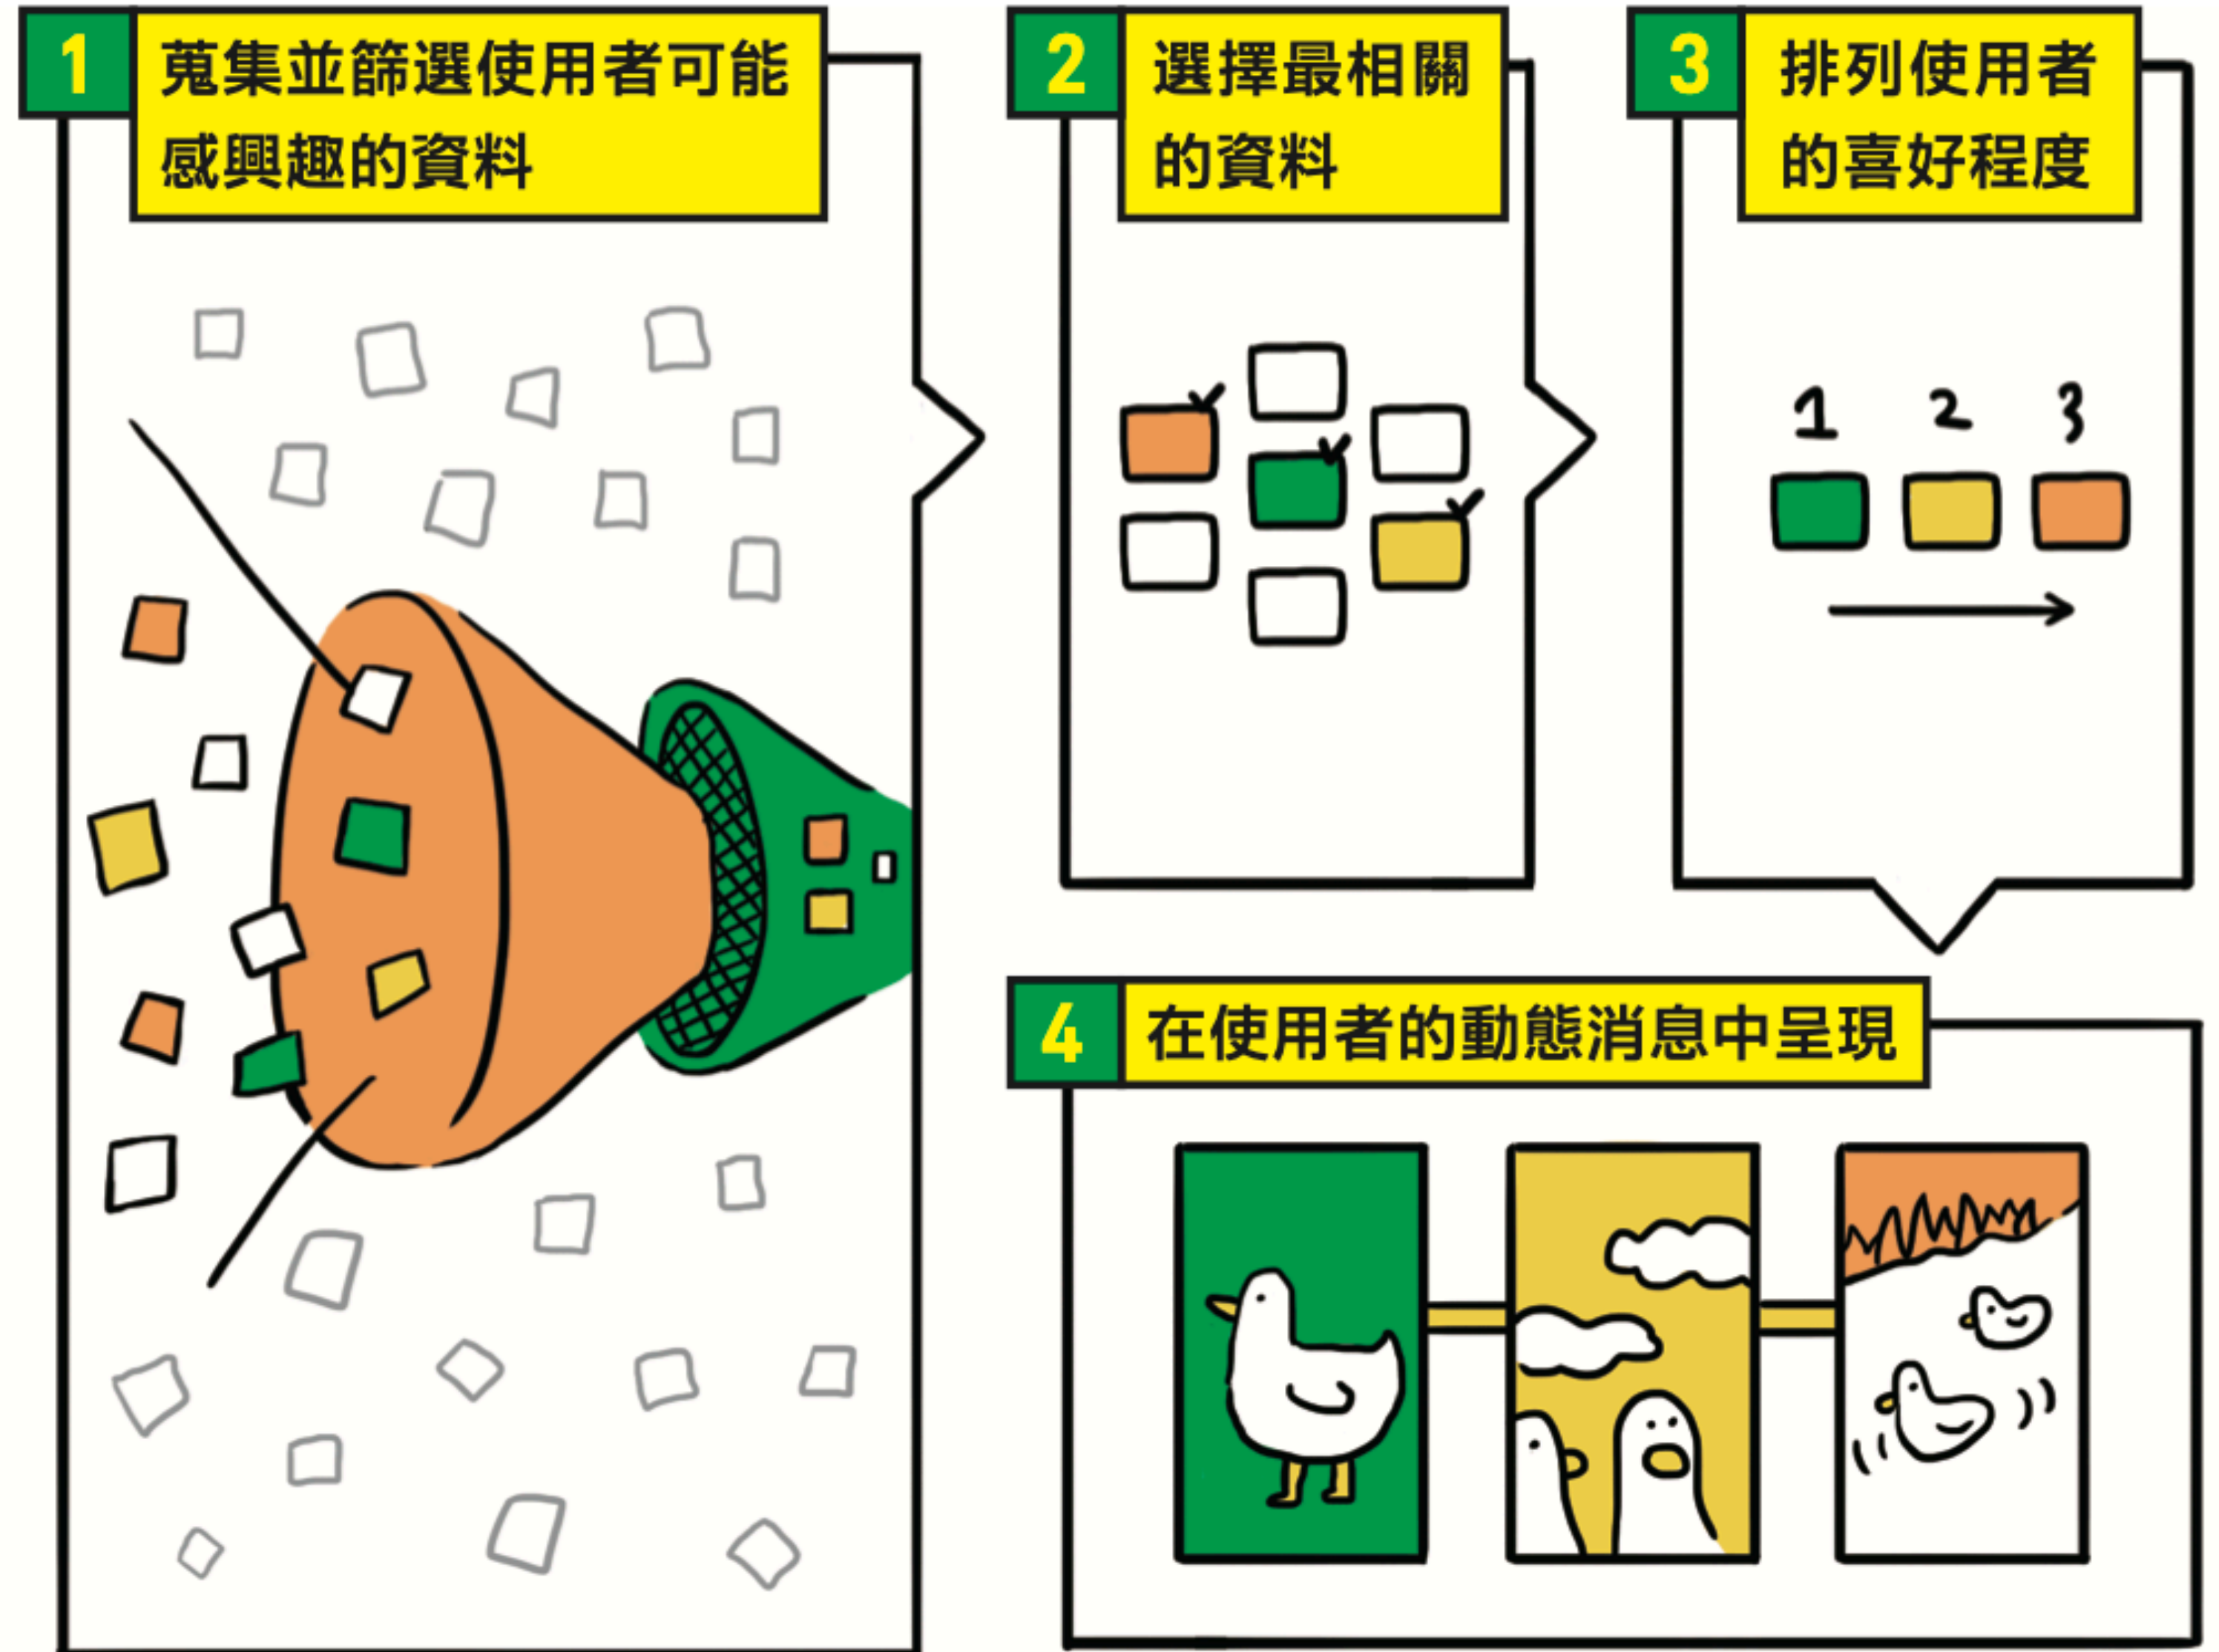 1
蒐集並篩選使用者可能
感興趣的資料
2
選擇最相關
的資料
3
排列使用者
的喜好程度
1 2 3
4
在使用者的動態消息中呈現